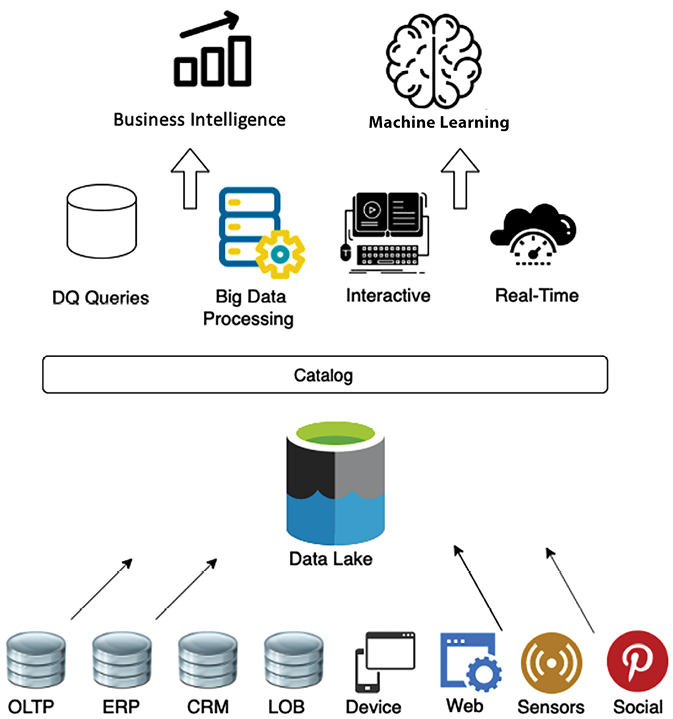 Business Intelligence
Machine Learning
DQ Queries
Big Data
Processing
Interactive
Real-Time
Catalog
Data Lake
OLTP
ERP
CRM
LOB
Device
Web
Sensors
Social